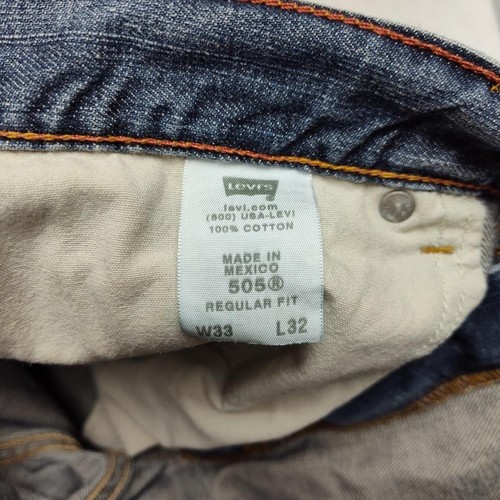 Levi's
levi.com
(800) USA-LEVI
100% COTTON
MADE IN
MEXICO
505®
REGULAR FIT
W33 L32